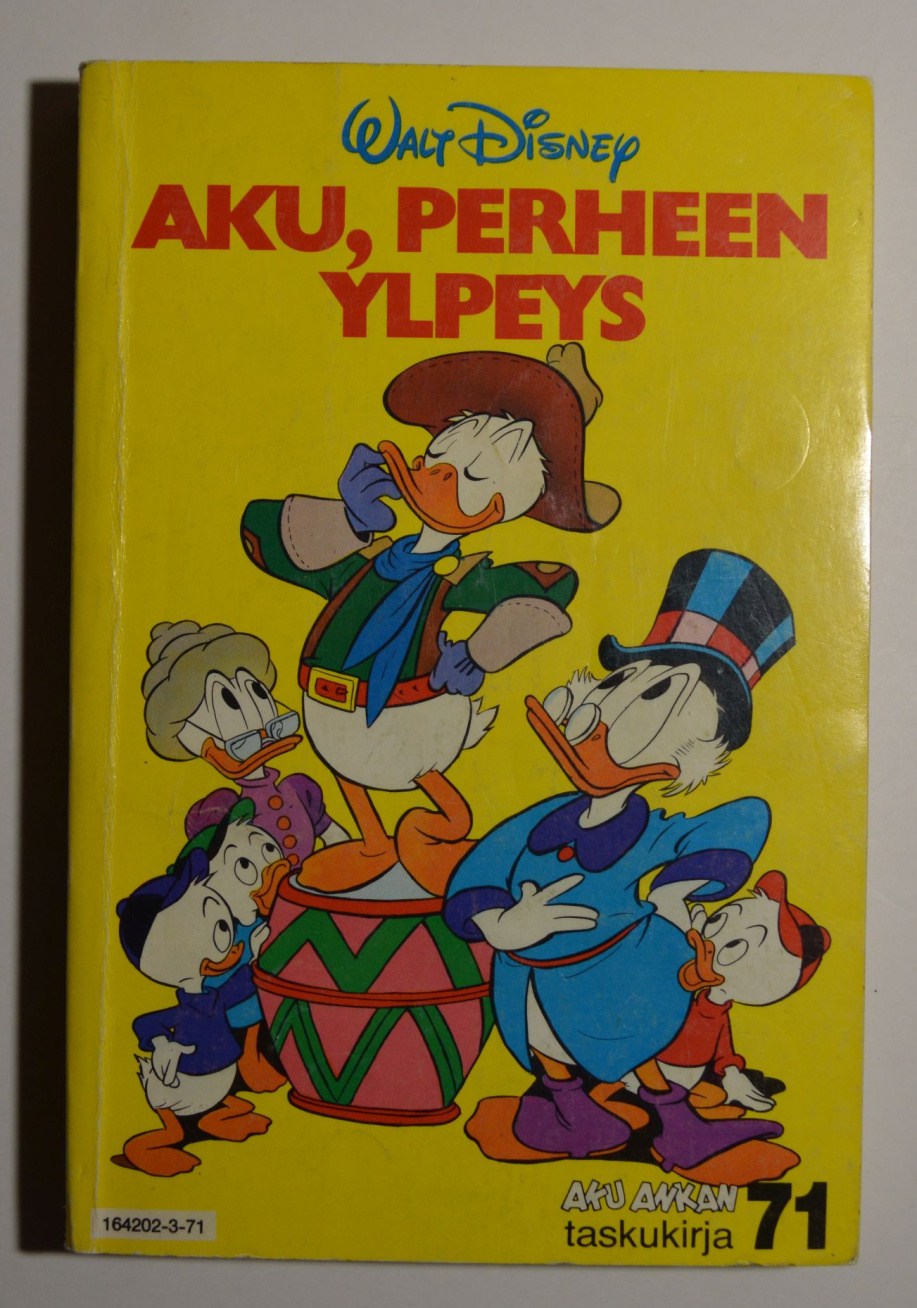 WALT DISNEY
AKU, PERHEEN
YLPEYS
AKU ANKAN
taskukirja 71
164202-3-71